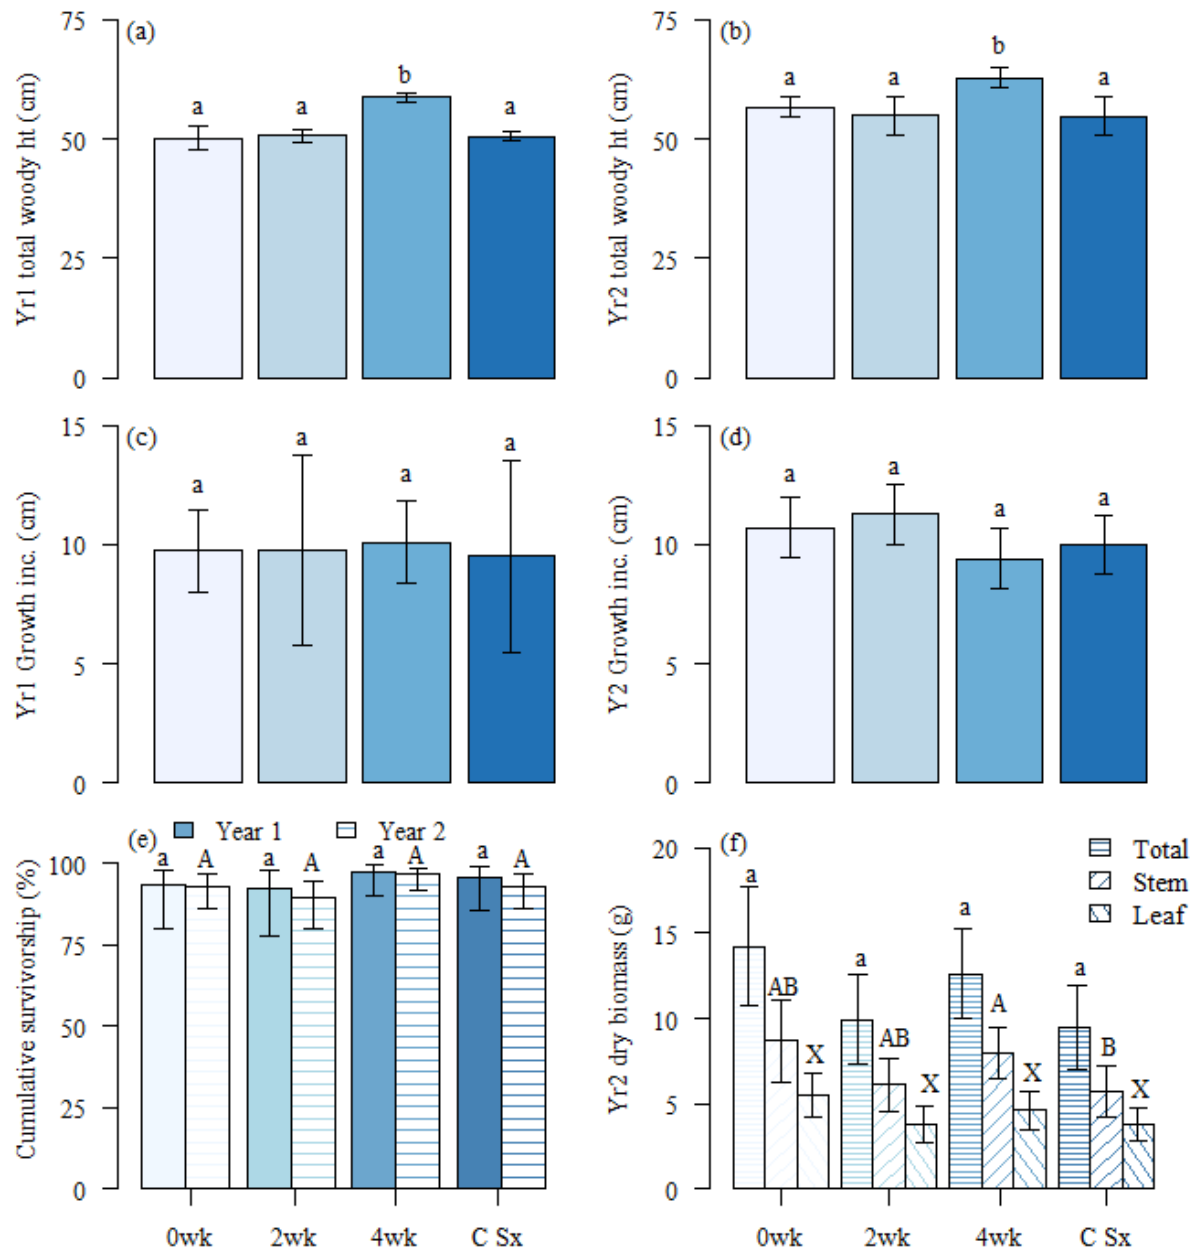 (a)
Yr1 total woody ht (cm)
75
50
25
0
a
a
b
a
(b)
Yr2 total woody ht (cm)
75
50
25
0
a
a
b
a
(c)
Yr1 Growth inc. (cm)
15
10
5
0
a
a
a
a
(d)
Y2 Growth inc. (cm)
15
10
5
0
a
a
a
a
(e)
Year 1
Year 2
Cumulative survivorship (%)
100
75
50
25
0
a
A
a
A
a
A
a
A
0wk
2wk
4wk
C Sx
(f)
Total
Stem
Leaf
Yr2 dry biomass (g)
20
15
10
5
0
a
AB
X
a
AB
X
a
A
X
a
B
X
0wk
2wk
4wk
C Sx